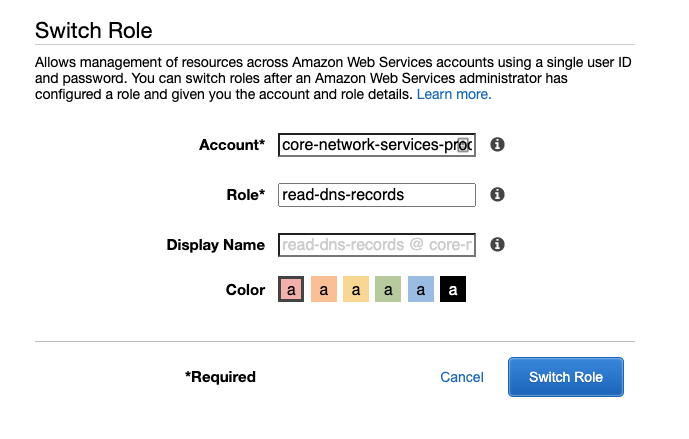 Switch Role
Allows management of resources across Amazon Web Services accounts using a single user ID
and password. You can switch roles after an Amazon Web Services administrator has
configured a role and given you the account and role details. Learn more.
Account* core-network-services-prod
Role* read-dns-records
Display Name read-dns-records @ core-n
Color a a a a a a
*Required Cancel Switch Role